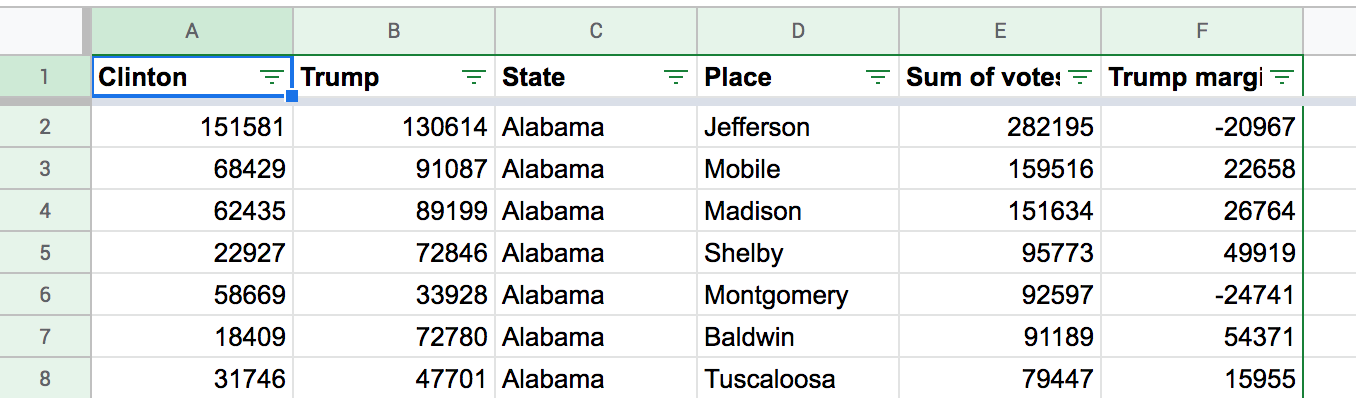 A B C D E F
1 Clinton Trump State Place Sum of votes Trump margi
2 151581 130614 Alabama Jefferson 282195 -20967
3 68429 91087 Alabama Mobile 159516 22658
4 62435 89199 Alabama Madison 151634 26764
5 22927 72846 Alabama Shelby 95773 49919
6 58669 33928 Alabama Montgomery 92597 -24741
7 18409 72780 Alabama Baldwin 91189 54371
8 31746 47701 Alabama Tuscaloosa 79447 15955